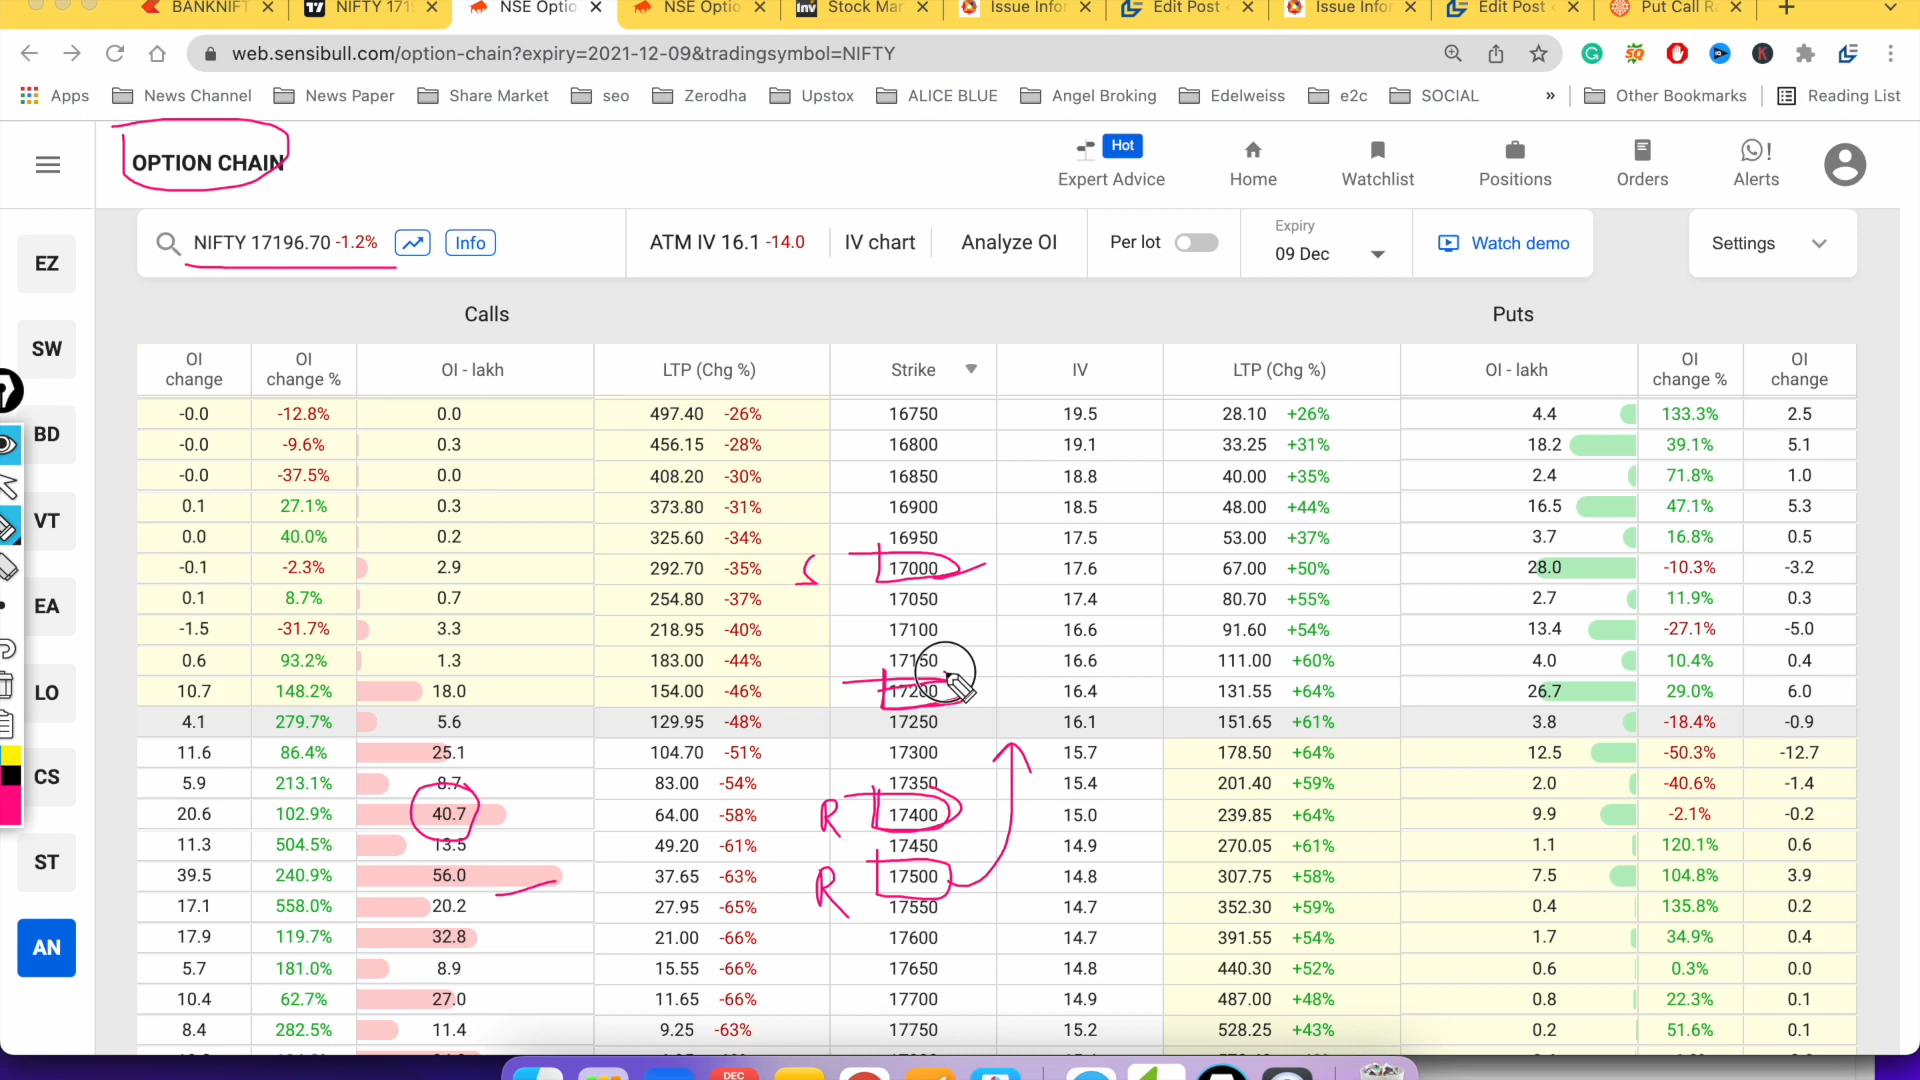 BANKNIFT
NIFTY 171
NSE Optio
NSE Optio
Stock Mar
Issue Infor
Edit Post
Issue Infor
Edit Post
Put Call Ra
web.sensibull.com/option-chain?expiry=2021-12-09&tradingsymbol=NIFTY
Apps
News Channel
News Paper
Share Market
seo
Zerodha
Upstox
ALICE BLUE
Angel Broking
Edelweiss
e2c
SOCIAL
»
Other Bookmarks
Reading List
OPTION CHAIN
Hot
Expert Advice
Home
Watchlist
Positions
Orders
Alerts
NIFTY 17196.70 -1.2%
Info
ATM IV 16.1 -14.0
IV chart
Analyze OI
Per lot
Expiry
09 Dec
Watch demo
Settings
EZ
SW
BD
VT
EA
LO
CS
ST
AN
Calls
Puts
OI change
OI change %
OI - lakh
LTP (Chg %)
Strike
IV
LTP (Chg %)
OI - lakh
OI change %
OI change
-0.0 -12.8% 0.0 497.40 -26% 16750 19.5 28.10 +26% 4.4 133.3% 2.5
-0.0 -9.6% 0.3 456.15 -28% 16800 19.1 33.25 +31% 18.2 39.1% 5.1
-0.0 -37.5% 0.0 408.20 -30% 16850 18.8 40.00 +35% 2.4 71.8% 1.0
0.1 27.1% 0.3 373.80 -31% 16900 18.5 48.00 +44% 16.5 47.1% 5.3
0.0 40.0% 0.2 325.60 -34% 16950 17.5 53.00 +37% 3.7 16.8% 0.5
-0.1 -2.3% 2.9 292.70 -35% S 17000 17.6 67.00 +50% 28.0 -10.3% -3.2
0.1 8.7% 0.7 254.80 -37% 17050 17.4 80.70 +55% 2.7 11.9% 0.3
-1.5 -31.7% 3.3 218.95 -40% 17100 16.6 91.60 +54% 13.4 -27.1% -5.0
0.6 93.2% 1.3 183.00 -44% 17150 16.6 111.00 +60% 4.0 10.4% 0.4
10.7 148.2% 18.0 154.00 -46% 17200 16.4 131.55 +64% 26.7 29.0% 6.0
4.1 279.7% 5.6 129.95 -48% 17250 16.1 151.65 +61% 3.8 -18.4% -0.9
11.6 86.4% 25.1 104.70 -51% 17300 15.7 178.50 +64% 12.5 -50.3% -12.7
5.9 213.1% 8.7 83.00 -54% 17350 15.4 201.40 +59% 2.0 -40.6% -1.4
20.6 102.9% 40.7 64.00 -58% R 17400 15.0 239.85 +64% 9.9 -2.1% -0.2
11.3 504.5% 13.5 49.20 -61% 17450 14.9 270.05 +61% 1.1 120.1% 0.6
39.5 240.9% 56.0 37.65 -63% R 17500 14.8 307.75 +58% 7.5 104.8% 3.9
17.1 558.0% 20.2 27.95 -65% 17550 14.7 352.30 +59% 0.4 135.8% 0.2
17.9 119.7% 32.8 21.00 -66% 17600 14.7 391.55 +54% 1.7 34.9% 0.4
5.7 181.0% 8.9 15.55 -66% 17650 14.8 440.30 +52% 0.6 0.3% 0.0
10.4 62.7% 27.0 11.65 -66% 17700 14.9 487.00 +48% 0.8 22.3% 0.1
8.4 282.5% 11.4 9.25 -63% 17750 15.2 528.25 +43% 0.2 51.6% 0.1
DEC